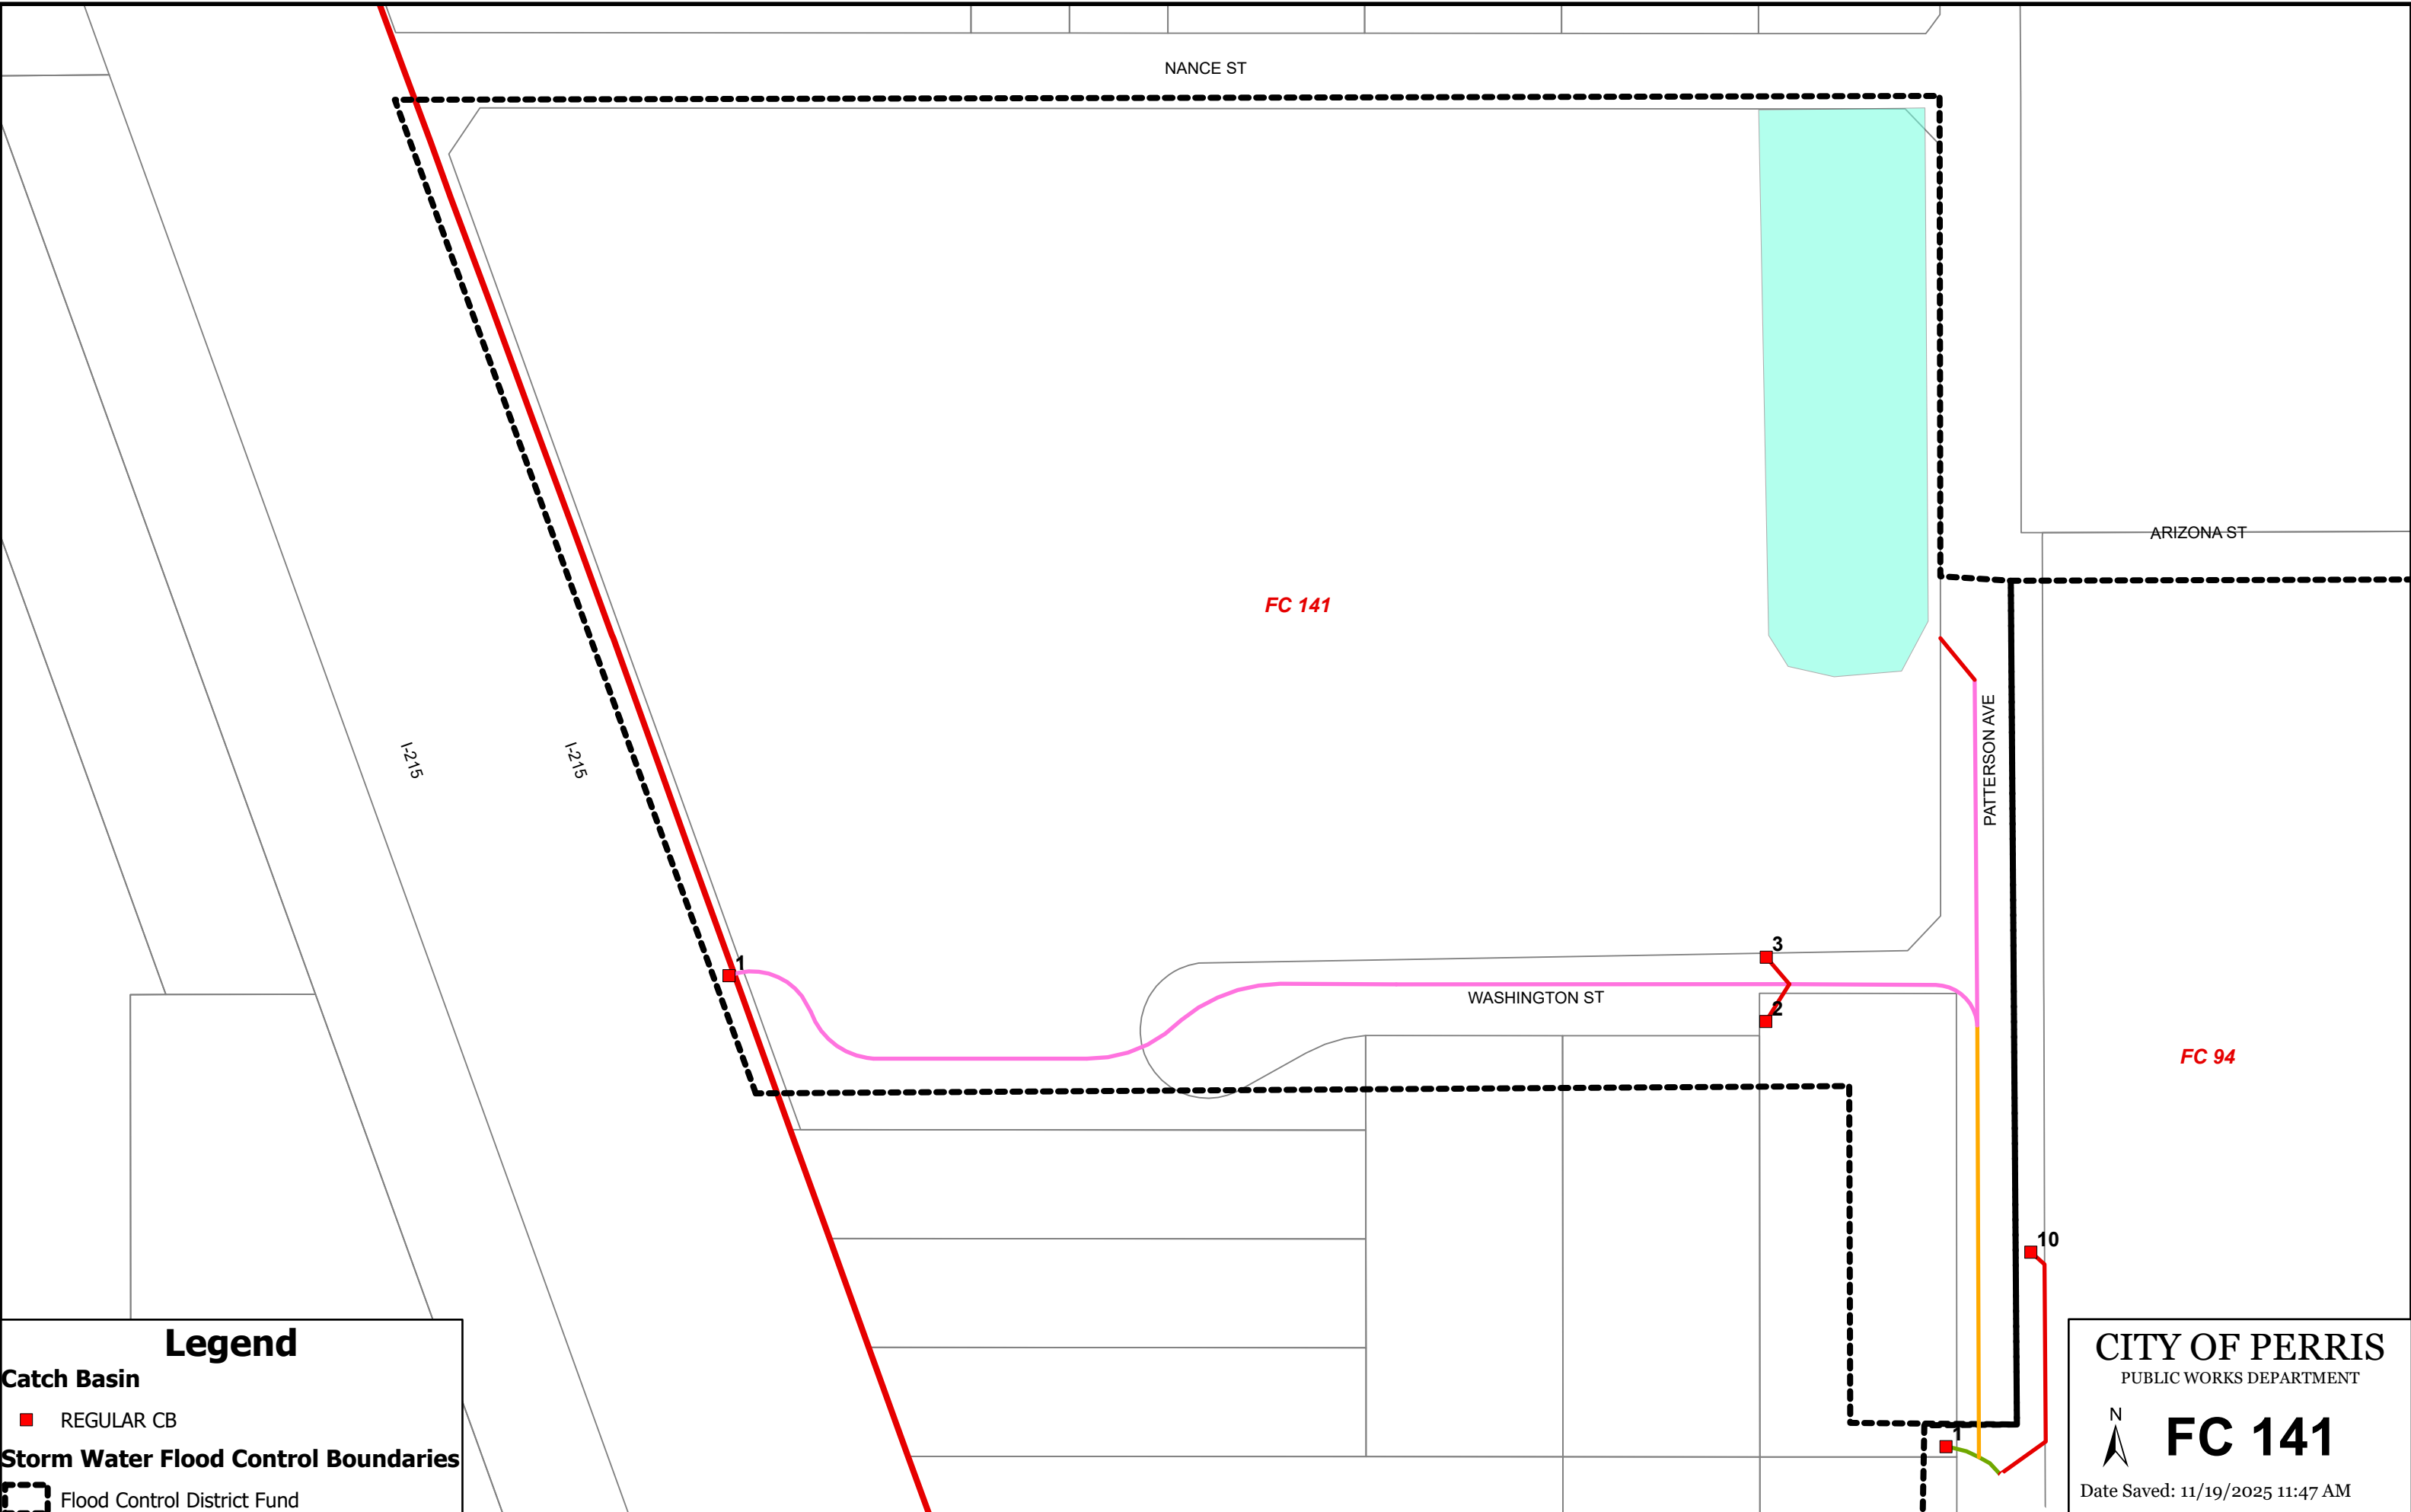 NANCE ST
ARIZONA ST
FC 141
PATTERSON AVE
I-215
I-215
3
1
WASHINGTON ST
2
FC 94
10
1
Legend
Catch Basin
REGULAR CB
Storm Water Flood Control Boundaries
Flood Control District Fund
CITY OF PERRIS
PUBLIC WORKS DEPARTMENT
N
FC 141
Date Saved: 11/19/2025 11:47 AM